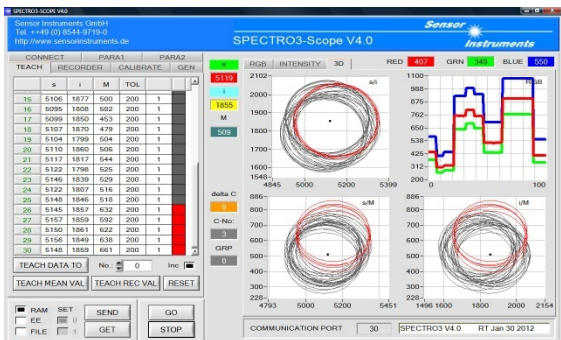 SPECTRO3-SCOPE V4.0
Sensor Instruments GmbH
Tel. ++49 (0) 8544-9719-0
http://www.sensorinstruments.de
SPECTRO3-Scope V4.0
Sensor
Instruments
CONNECT PARA1 PARA2
TEACH RECORDER CALIBRATE GEN
s i M TOL
15 5106 1877 500 200 1
16 5095 1808 582 200 1
17 5099 1850 453 200 1
18 5107 1870 479 200 1
19 5104 1799 504 200 1
20 5110 1860 506 200 1
21 5117 1817 544 200 1
22 5122 1798 525 200 1
23 5146 1839 529 200 1
24 5122 1807 516 200 1
25 5148 1846 518 200 1
26 5145 1857 632 200 1
27 5157 1859 592 200 1
28 5150 1861 622 200 1
29 5156 1849 638 200 1
30 5148 1859 661 200 1
TEACH DATA TO No.: 0 Inc
TEACH MEAN VAL TEACH REC VAL RESET
RAM SET
EE 0
FILE 1
SEND GO
GET STOP
s
5119
i
1855
M
509
delta C
9
C-No:
3
GRP
0
RGB INTENSITY 3D
RED 407 GRN 349 BLUE 550
s/i
2102
2000
1900
1800
1700
1600
1548
4845 5000 5200 5399
RGB
1100
988
875
762
650
538
425
312
200
0 100
s/M
886
800
700
600
500
400
300
228
4793 5000 5200 5451
i/M
886
800
700
600
500
400
300
228
1496 1600 1800 2000 2154
COMMUNICATION PORT 30 SPECTRO3 V4.0 RT Jan 30 2012